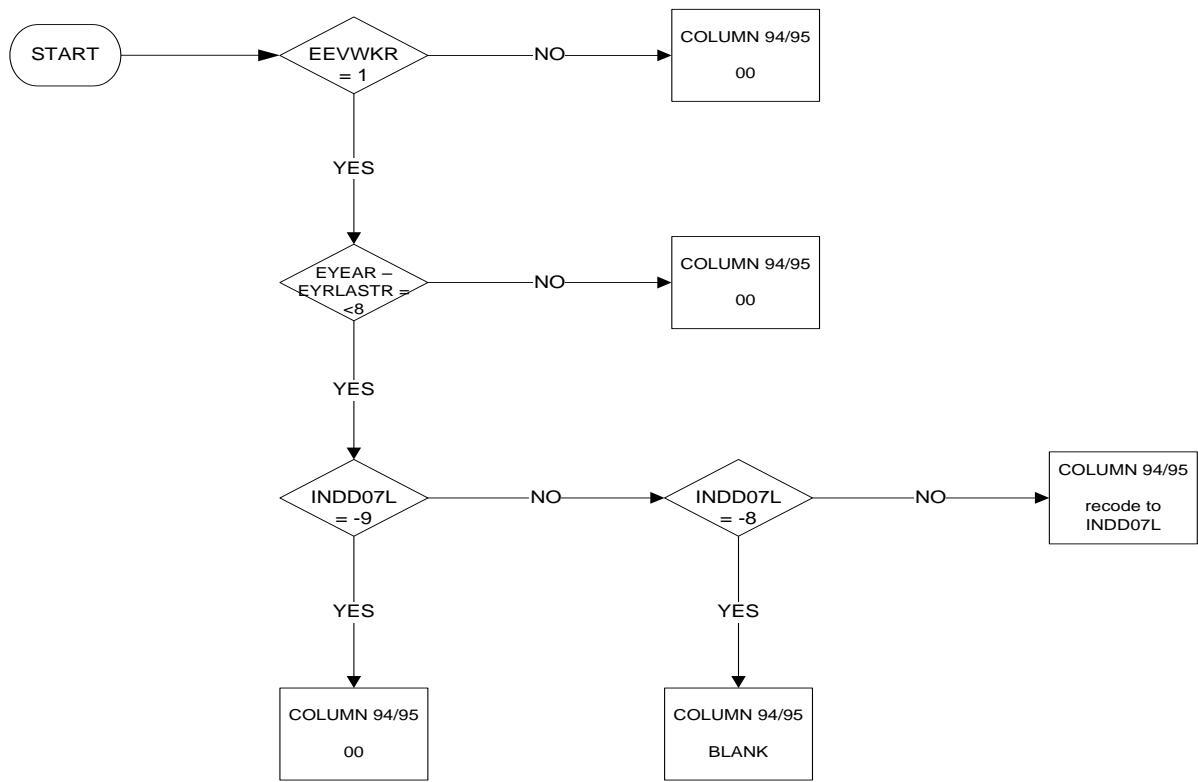 START
EEVWKR
= 1
NO
COLUMN 94/95
00
YES
EYEAR –
EYRLASTR =
<8
NO
COLUMN 94/95
00
YES
INDD07L
= -9
NO
INDD07L
= -8
NO
COLUMN 94/95
recode to
INDD07L
YES
YES
COLUMN 94/95
00
COLUMN 94/95
BLANK